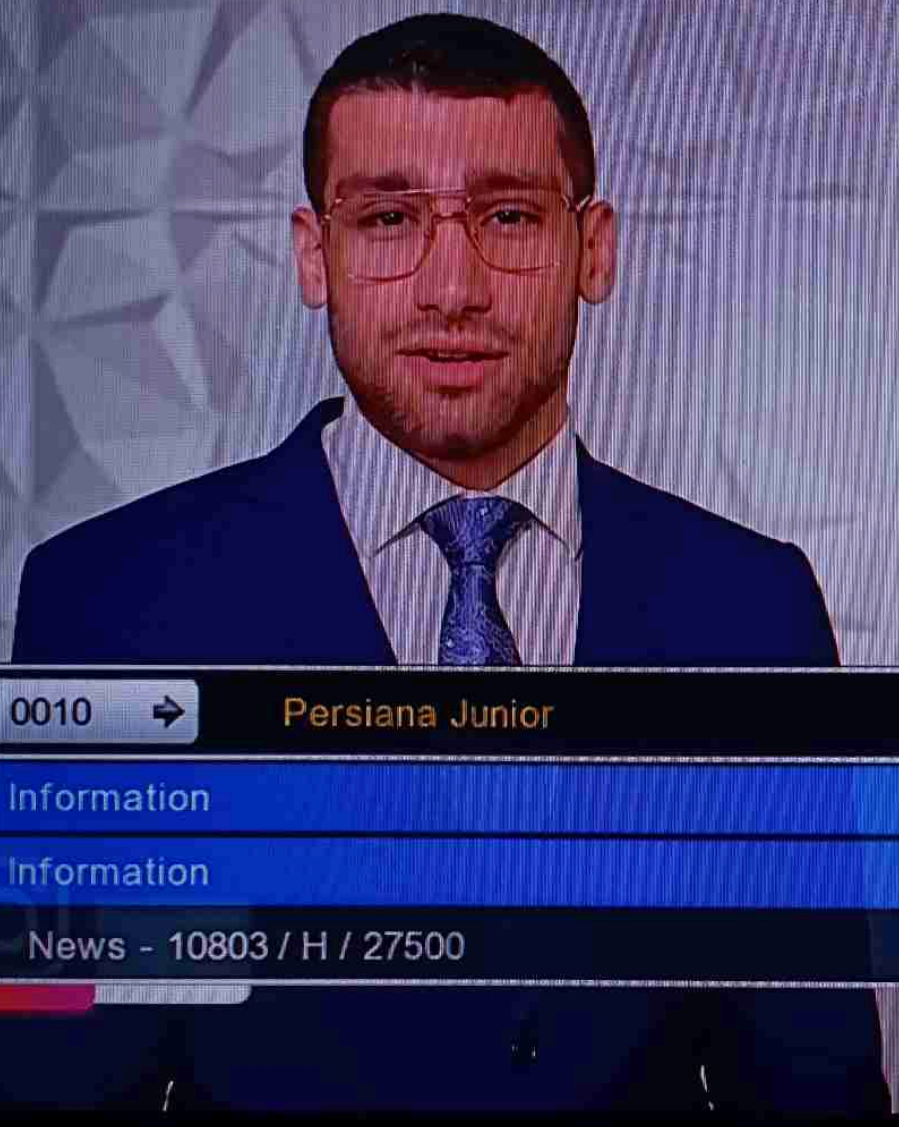 0010
Persiana Junior
Information
Information
News - 10803 / H / 27500